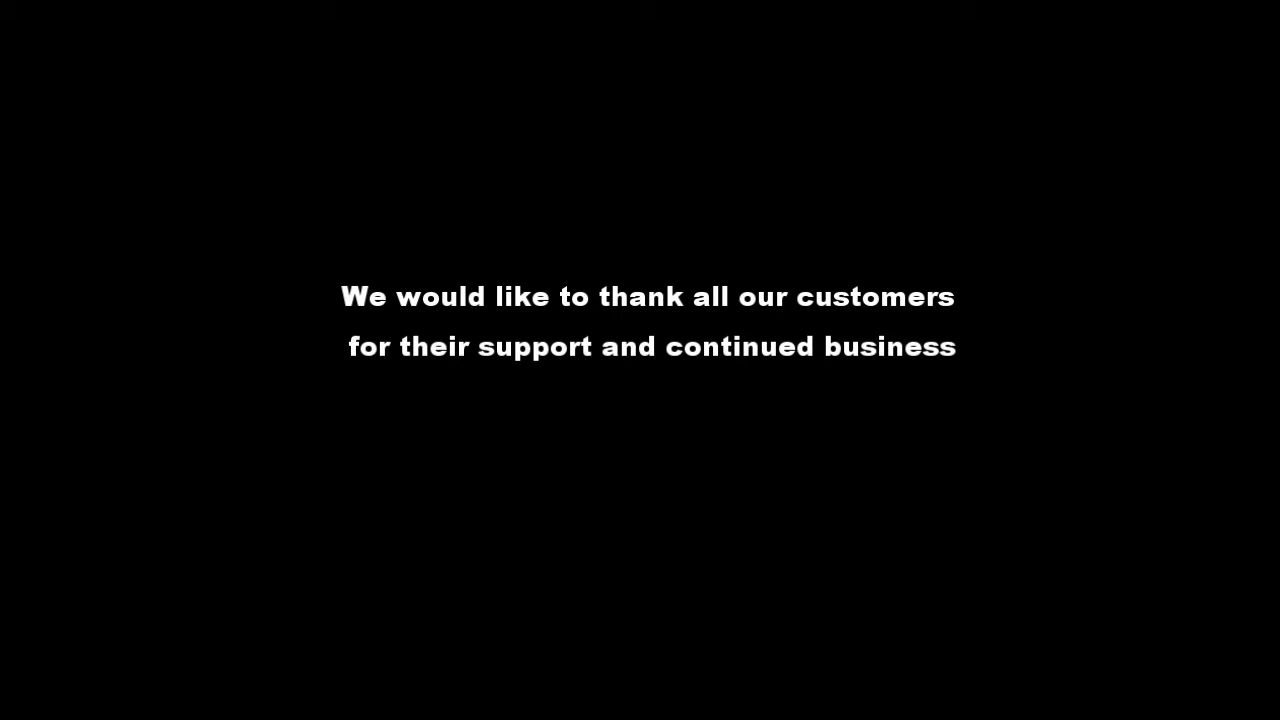 We would like to thank all our customers
for their support and continued business